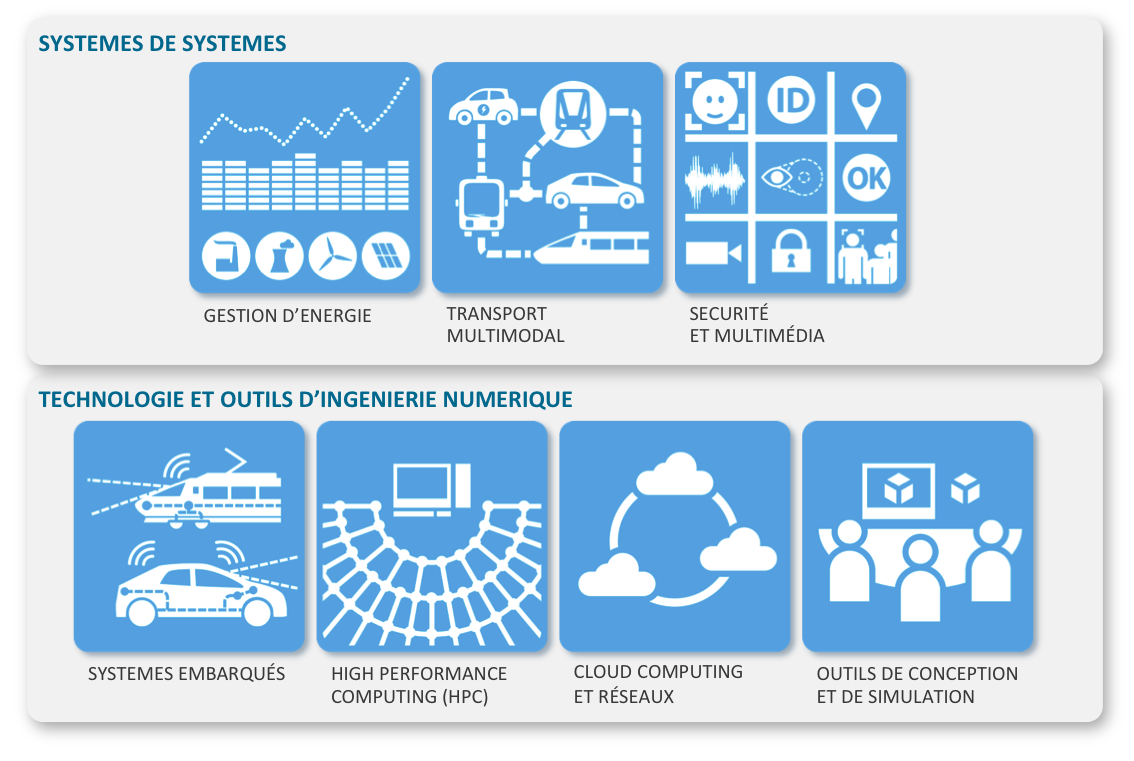 SYSTEMES DE SYSTEMES
ID
OK
GESTION D’ENERGIE
TRANSPORT
MULTIMODAL
SECURITÉ
ET MULTIMÉDIA
TECHNOLOGIE ET OUTILS D’INGENIERIE NUMERIQUE
SYSTEMES EMBARQUÉS
HIGH PERFORMANCE
COMPUTING (HPC)
CLOUD COMPUTING
ET RÉSEAUX
OUTILS DE CONCEPTION
ET DE SIMULATION